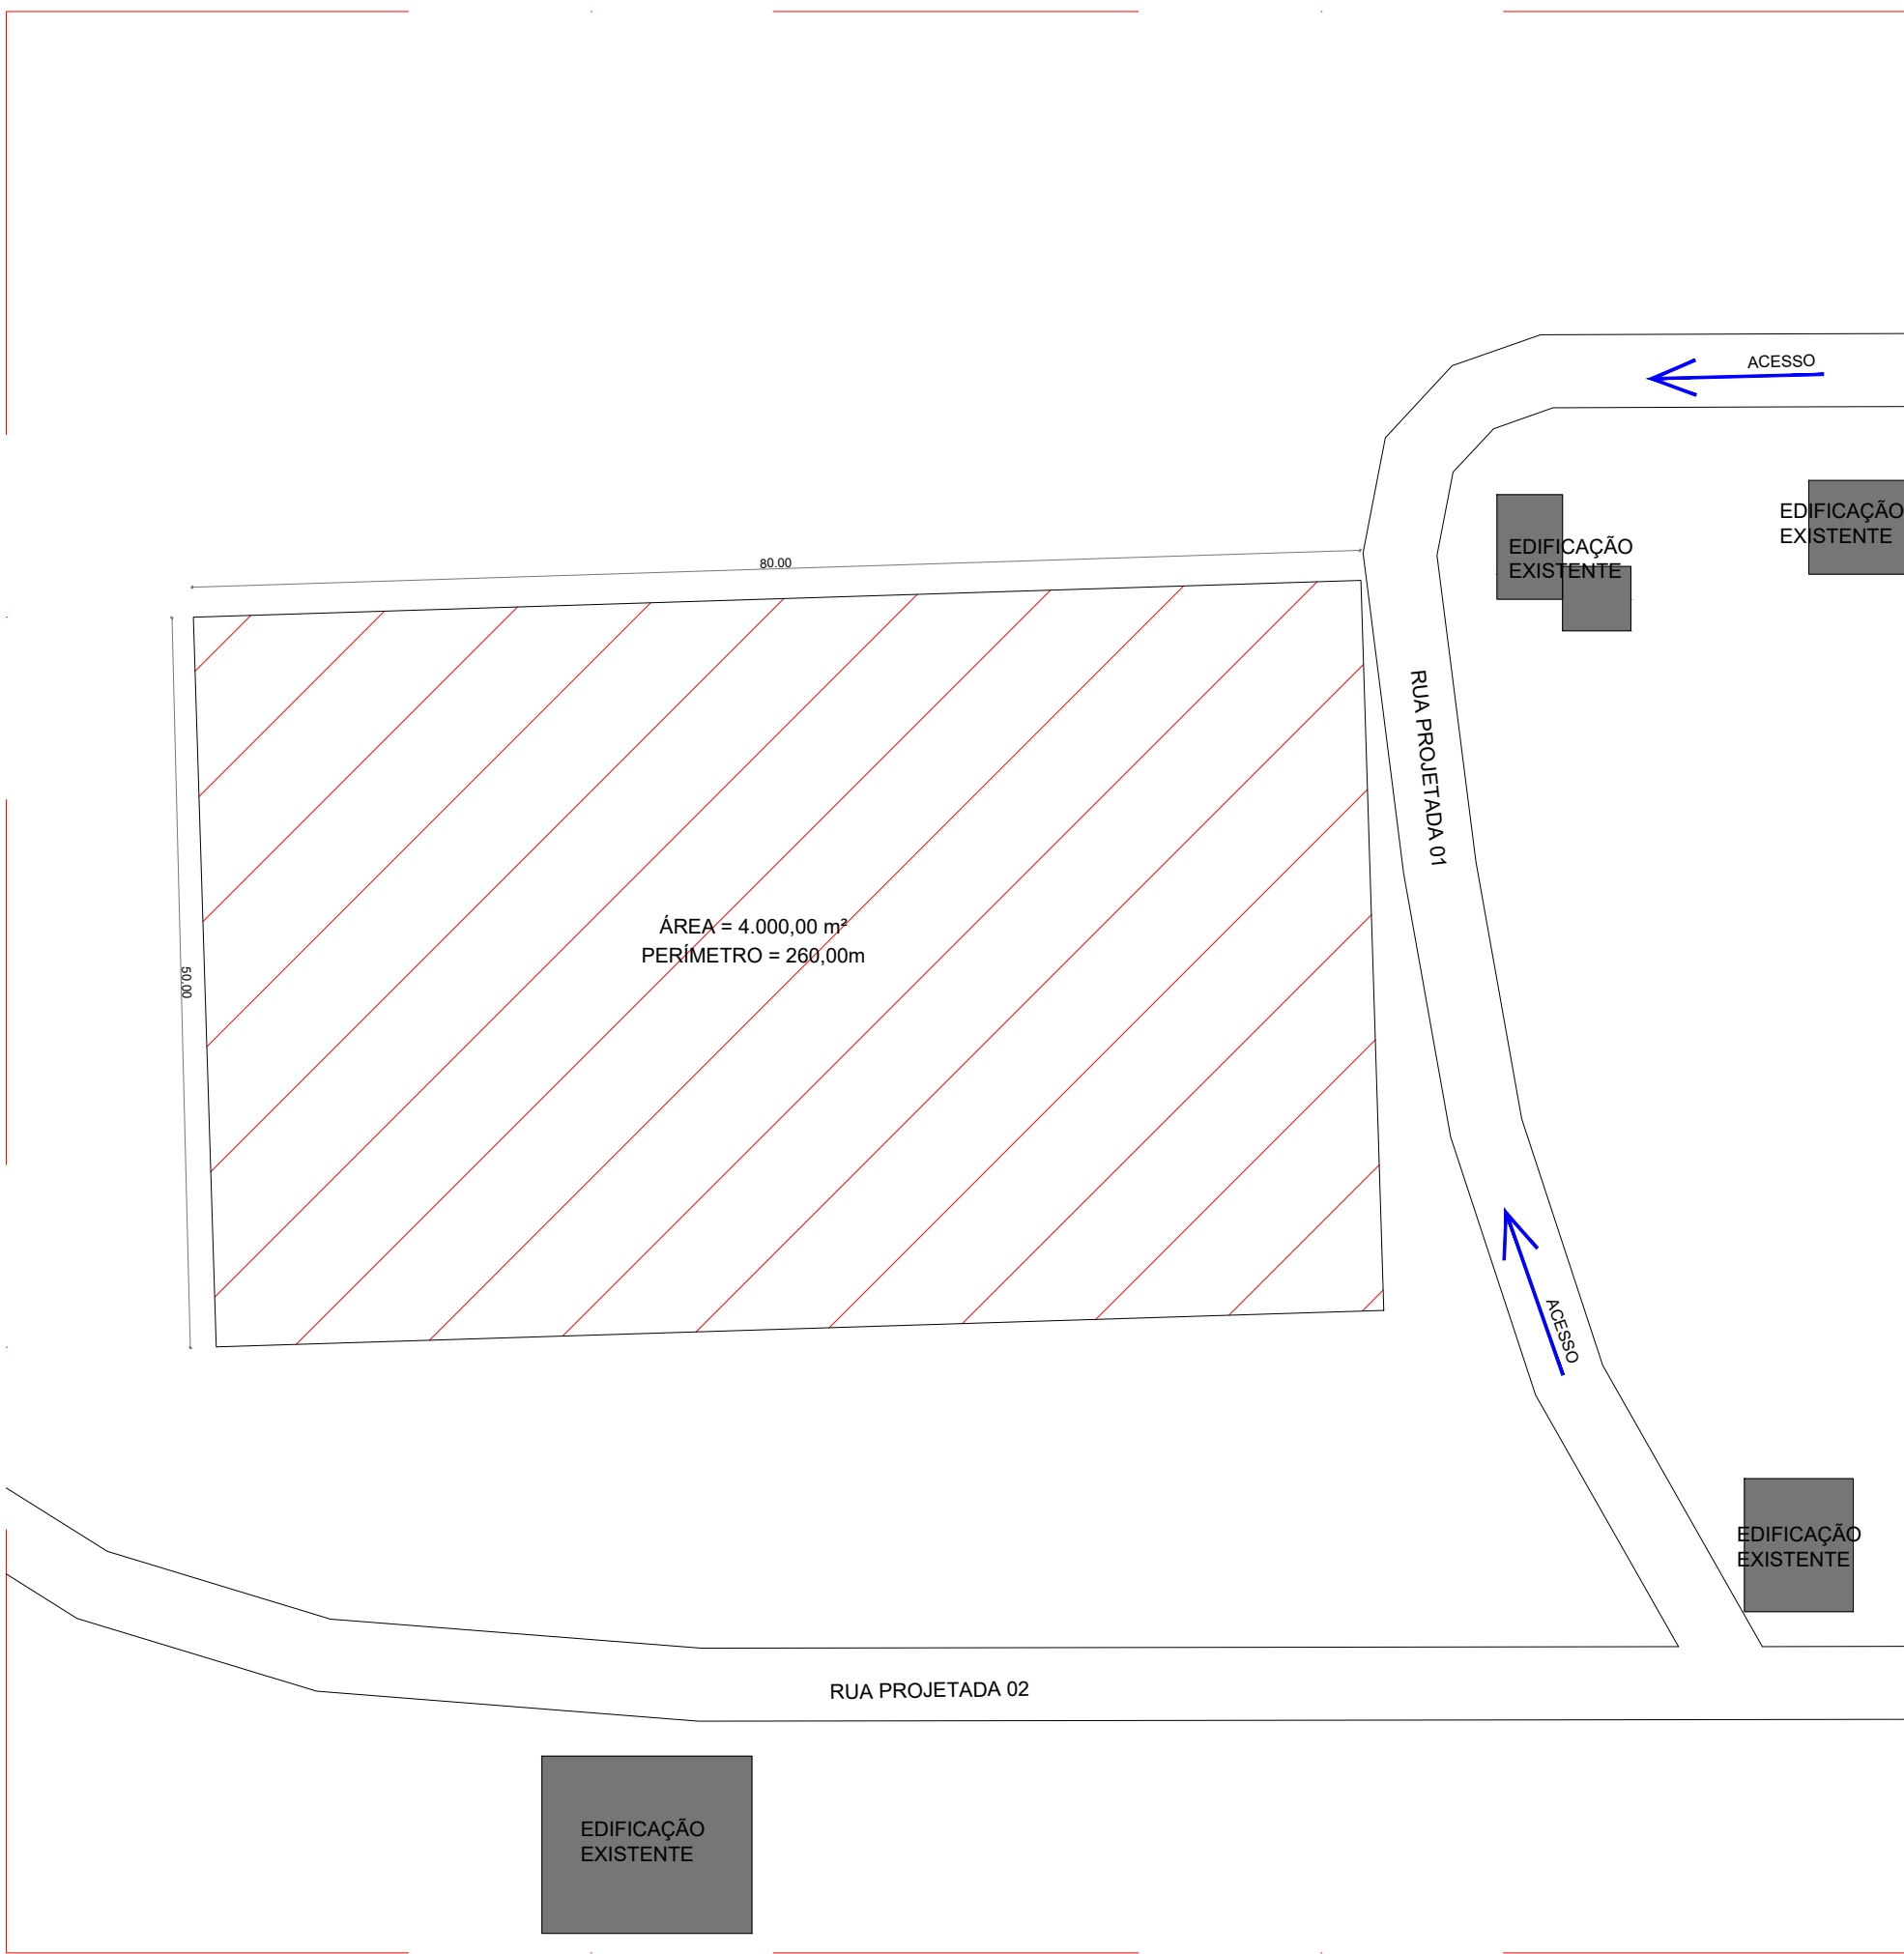 ACESSO
EDIFICAÇÃO
EXISTENTE
EDIFICAÇÃO
EXISTENTE
80.00
RUA PROJETADA 01
ÁREA = 4.000,00 m²
PERÍMETRO = 260,00m
50.00
ACESSO
EDIFICAÇÃO
EXISTENTE
RUA PROJETADA 02
EDIFICAÇÃO
EXISTENTE